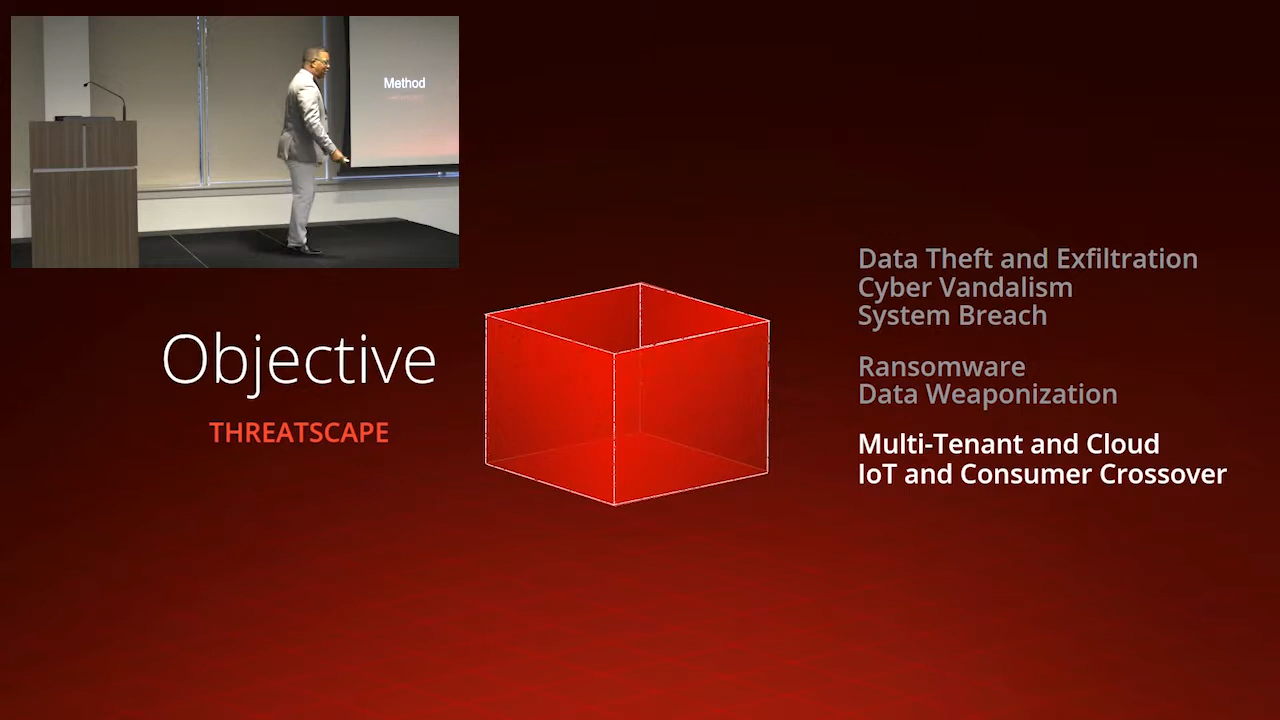 Method
Objective
THREATSCAPE
Data Theft and Exfiltration
Cyber Vandalism
System Breach
Ransomware
Data Weaponization
Multi-Tenant and Cloud
IoT and Consumer Crossover